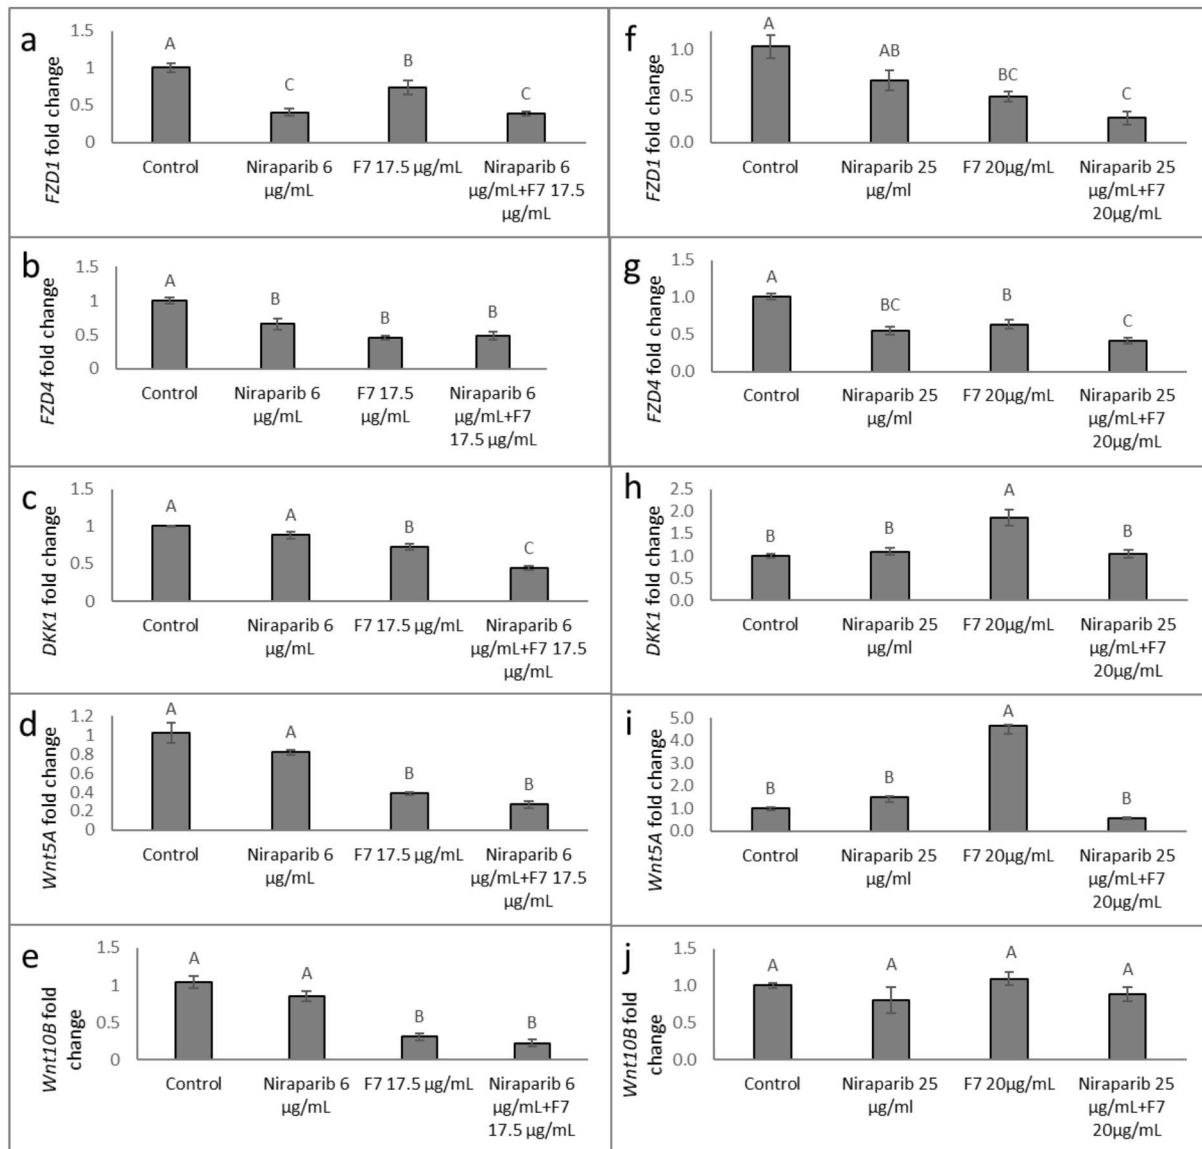 a
FZD1 fold change
1.5
1
0.5
0
A
C
B
C
Control
Niraparib 6
µg/mL
F7 17.5 µg/mL
Niraparib 6
µg/mL+F7 17.5
µg/mL
f
FZD1 fold change
1.0
0.5
0.0
A
AB
BC
C
Control
Niraparib 25
µg/ml
F7 20µg/mL
Niraparib 25
µg/mL+F7
20µg/mL
b
FZD4 fold change
1.5
1
0.5
0
A
B
B
B
Control
Niraparib 6
µg/mL
F7 17.5
µg/mL)
Niraparib 6
µg/mL+F7
17.5 µg/mL
g
FZD4 fold change
1.5
1.0
0.5
0.0
A
BC
B
C
Control
Niraparib 25
µg/ml
F7 20µg/mL
Niraparib 25
µg/mL+F7
20µg/mL
c
DKK1 fold change
1.5
1
0.5
0
A
A
B
C
Control
Niraparib 6
µg/mL
F7 17.5 µg/mL)
Niraparib 6
µg/mL+F7 17.5
µg/mL)
h
DKK1 fold change
2.5
2.0
1.5
1.0
0.5
0.0
B
B
A
B
Control
Niraparib 25
µg/ml
F7 20µg/mL
Niraparib 25
µg/mL+F7
20µg/mL
d
Wnt5A fold change
1.2
1
0.8
0.6
0.4
0.2
0
A
A
B
B
Control
Niraparib 6
µg/mL
F7 17.5 µg/mL)
Niraparib 6
µg/mL+F7 17.5
µg/mL
i
Wnt5A fold change
5.0
4.0
3.0
2.0
1.0
0.0
B
B
A
B
Control
Niraparib 25
µg/ml
F7 20µg/mL
Niraparib 25
µg/mL+F7
20µg/mL
e
Wnt10B fold
change
1.5
1
0.5
0
A
A
B
B
Control
Niraparib 6
µg/mL
F7 17.5 µg/mL)
Niraparib 6
µg/mL+F7
17.5 µg/mL
j
Wnt10B fold
change
1.5
1.0
0.5
0.0
A
A
A
A
Control
Niraparib 25
µg/ml
F7 20µg/mL
Niraparib 25
µg/mL+F7
20µg/mL